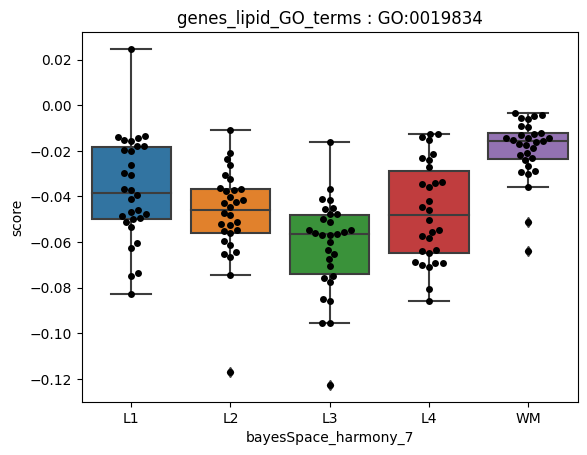 genes_lipid_GO_terms : GO:0019834
0.02
0.00
−0.02
−0.04
−0.06
−0.08
−0.10
−0.12
score
L1 L2 L3 L4 WM
bayesSpace_harmony_7